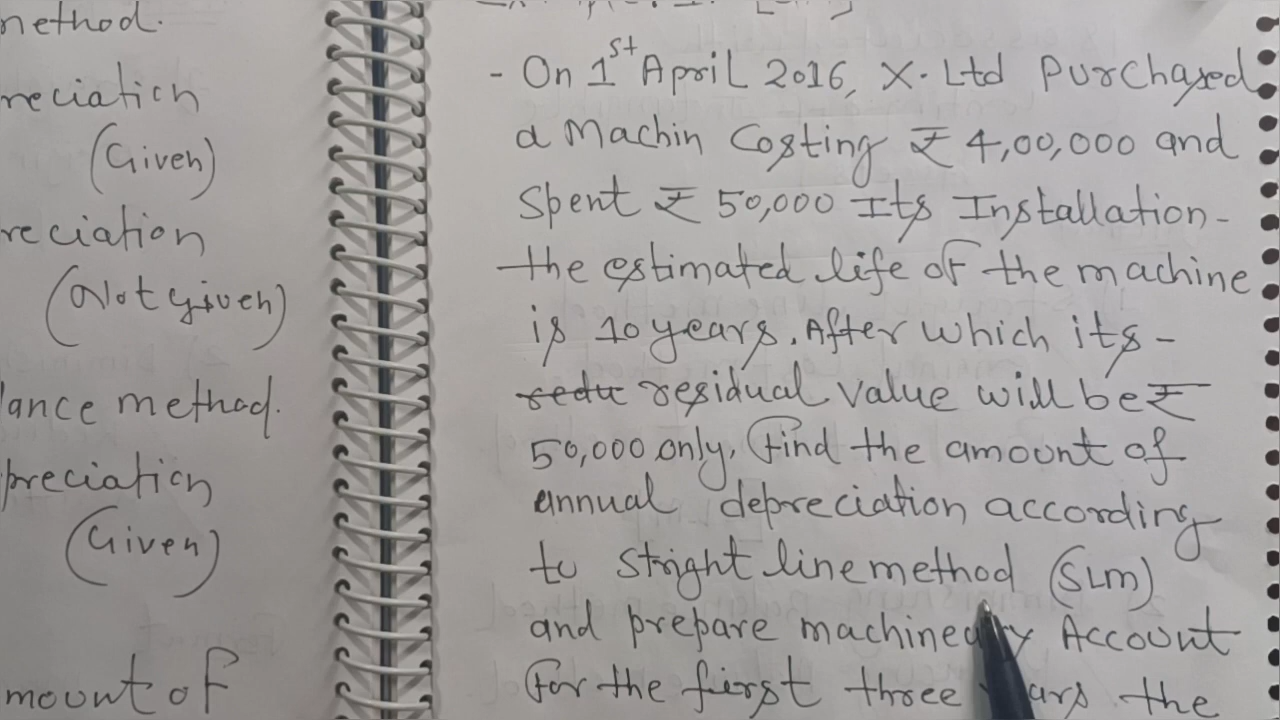 method.
reciation
(Given)
reciation
(Not given)
lance method.
preciation
(Given)
mount of
- On 1st April 2016, X. Ltd Purchased
a Machin Costing ₹ 4,00,000 and
Spent ₹ 50,000 Its Installation -
the estimated life of the machine
is 10 years. After which its -
residual value will be ₹
50,000 only. Find the amount of
annual depreciation according
to stright line method (SLM)
and prepare machineary Account
For the first three years the